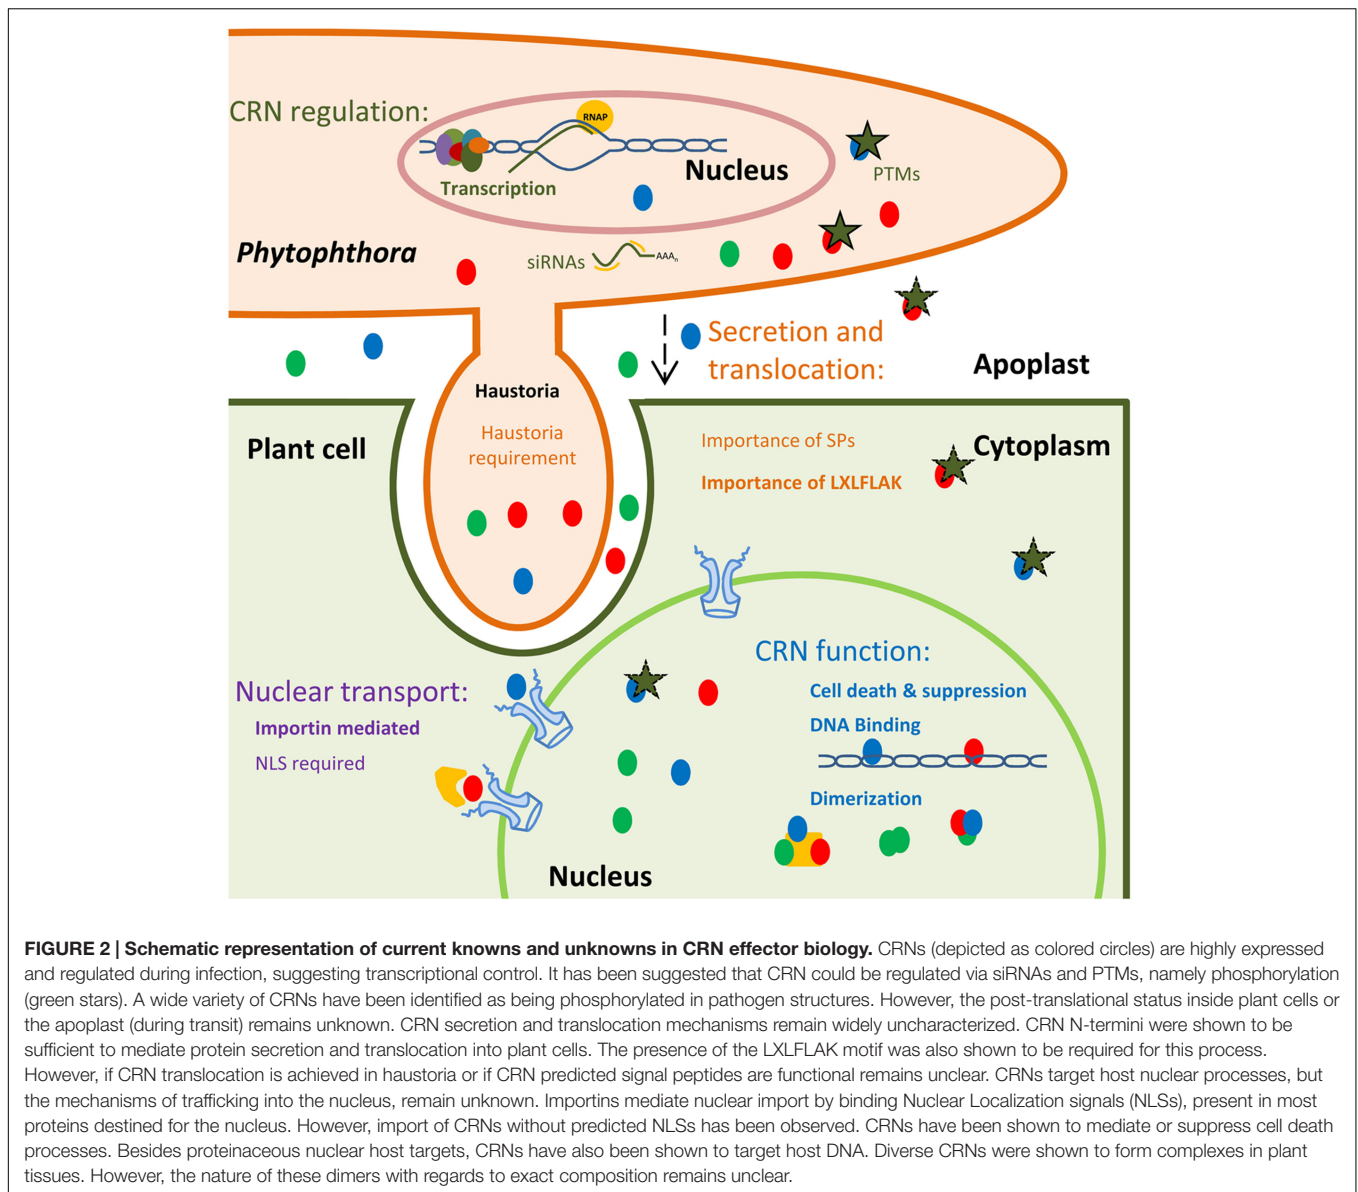 CRN regulation:
RNAP
Transcription
Nucleus
PTMs
Phytophthora
siRNAs
AAAn
Secretion and
translocation:
Apoplast
Haustoria
Haustoria
requirement
Plant cell
Importance of SPs
Cytoplasm
Importance of LXLFLAK
CRN function:
Cell death & suppression
DNA Binding
Dimerization
Nuclear transport:
Importin mediated
NLS required
Nucleus
FIGURE 2 | Schematic representation of current knowns and unknowns in CRN effector biology. CRNs (depicted as colored circles) are highly expressed
and regulated during infection, suggesting transcriptional control. It has been suggested that CRN could be regulated via siRNAs and PTMs, namely phosphorylation
(green stars). A wide variety of CRNs have been identified as being phosphorylated in pathogen structures. However, the post-translational status inside plant cells or
the apoplast (during transit) remains unknown. CRN secretion and translocation mechanisms remain widely uncharacterized. CRN N-termini were shown to be
sufficient to mediate protein secretion and translocation into plant cells. The presence of the LXLFLAK motif was also shown to be required for this process.
However, if CRN translocation is achieved in haustoria or if CRN predicted signal peptides are functional remains unclear. CRNs target host nuclear processes, but
the mechanisms of trafficking into the nucleus, remain unknown. Importins mediate nuclear import by binding Nuclear Localization signals (NLSs), present in most
proteins destined for the nucleus. However, import of CRNs without predicted NLSs has been observed. CRNs have been shown to mediate or suppress cell death
processes. Besides proteinaceous nuclear host targets, CRNs have also been shown to target host DNA. Diverse CRNs were shown to form complexes in plant
tissues. However, the nature of these dimers with regards to exact composition remains unclear.